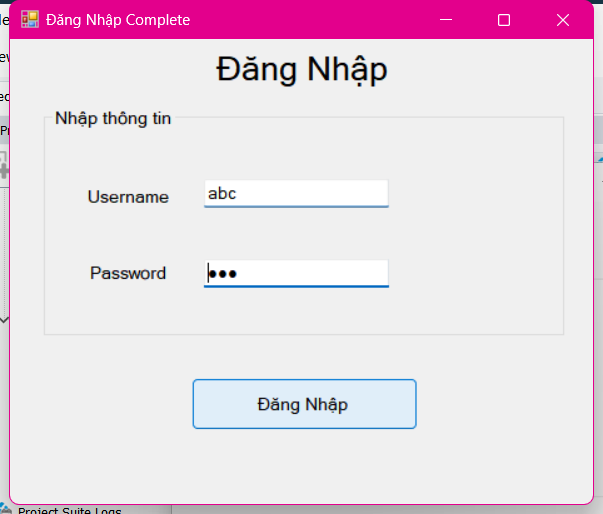 Đăng Nhập Complete
Đăng Nhập
Nhập thông tin
Username
abc
Password
Đăng Nhập
Project Suite Logs